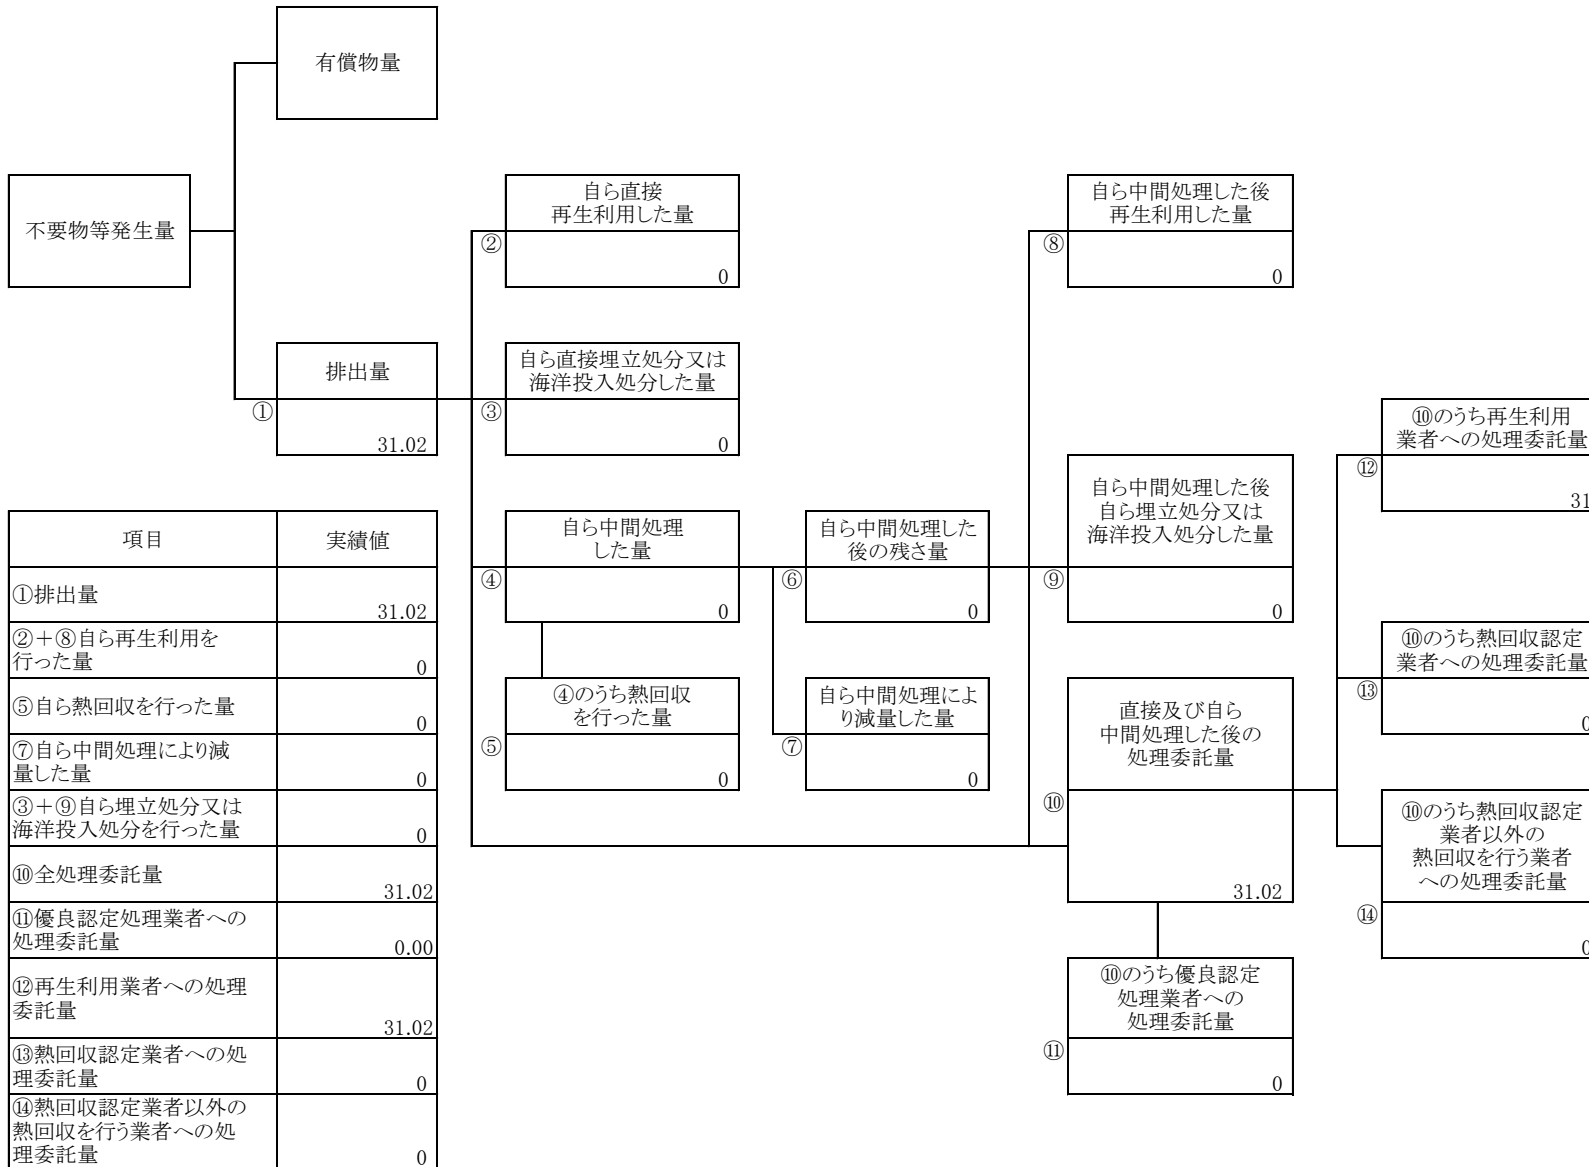 有償物量
不要物等発生量
自ら直接
再生利用した量
②
0
自ら中間処理した後
再生利用した量
⑧
0
排出量
①
31.02
自ら直接埋立処分又は
海洋投入処分した量
③
0
⑩のうち再生利用
業者への処理委託量
⑫
31
自ら中間処理
した量
④
0
自ら中間処理した
後の残さ量
⑥
0
自ら中間処理した後
自ら埋立処分又は
海洋投入処分した量
⑨
0
⑩のうち熱回収認定
業者への処理委託量
⑬
0
④のうち熱回収
を行った量
⑤
0
自ら中間処理によ
り減量した量
⑦
0
直接及び自ら
中間処理した後の
処理委託量
⑩
31.02
⑩のうち熱回収認定
業者以外の
熱回収を行う業者
への処理委託量
⑭
0
⑩のうち優良認定
処理業者への
処理委託量
⑪
0
項目 実績値
①排出量 31.02
②+⑧自ら再生利用を
行った量 0
⑤自ら熱回収を行った量 0
⑦自ら中間処理により減
量した量 0
③+⑨自ら埋立処分又は
海洋投入処分を行った量 0
⑩全処理委託量 31.02
⑪優良認定処理業者への
処理委託量 0.00
⑫再生利用業者への処理
委託量 31.02
⑬熱回収認定業者への処
理委託量 0
⑭熱回収認定業者以外の
熱回収を行う業者への処
理委託量 0